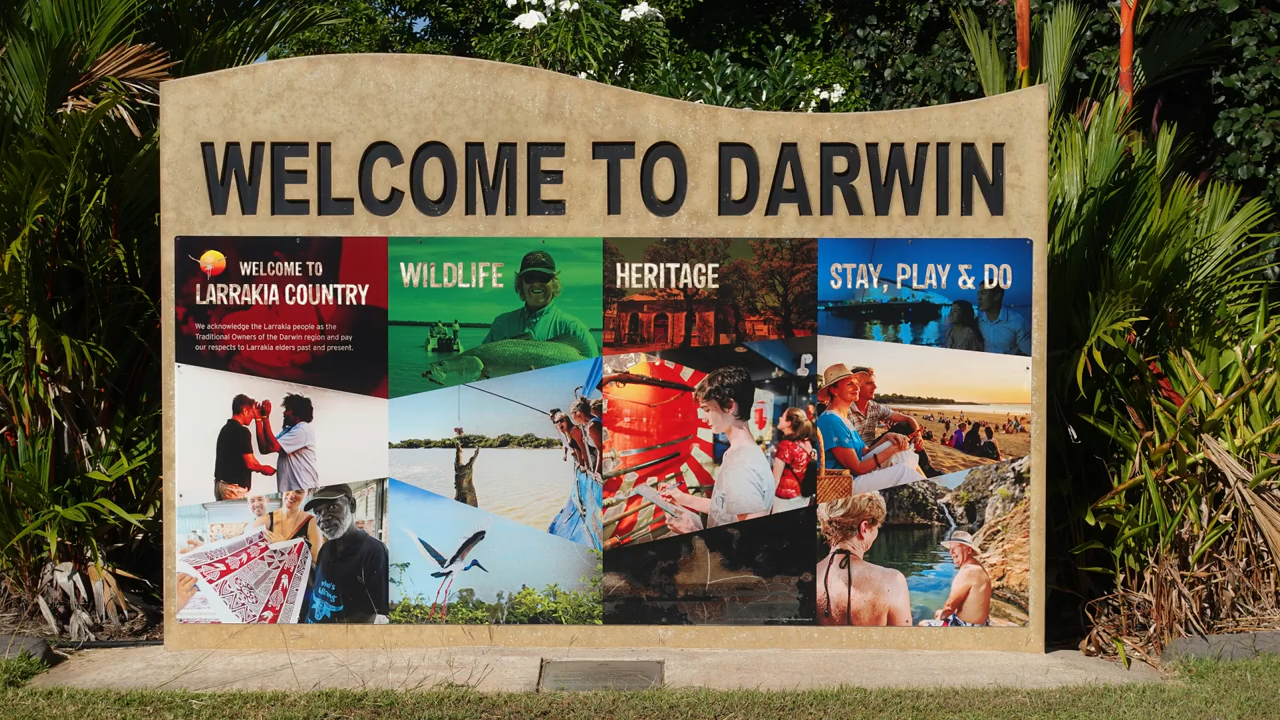 WELCOME TO DARWIN
WELCOME TO
LARRAKIA COUNTRY
We acknowledge the Larrakia people as the
Traditional Owners of the Darwin region and pay
our respects to Larrakia elders past and present.
WILDLIFE
HERITAGE
STAY, PLAY & DO